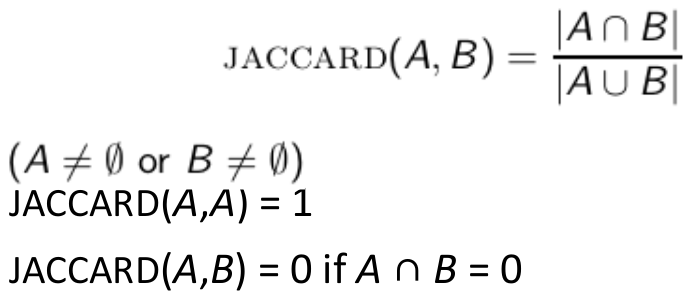 JACCARD(A, B) = |A ∩ B| / |A ∪ B|
(A ≠ ∅ or B ≠ ∅)
JACCARD(A,A) = 1
JACCARD(A,B) = 0 if A ∩ B = 0